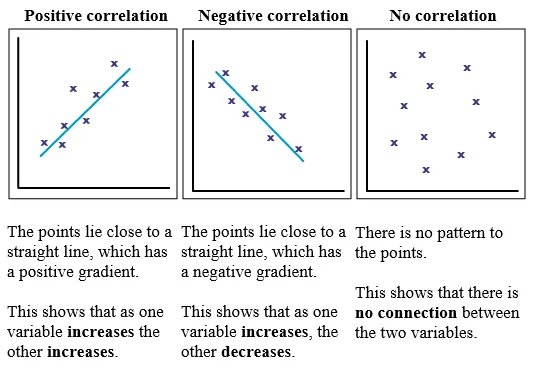 Positive correlation
Negative correlation
No correlation
The points lie close to a
straight line, which has
a positive gradient.
This shows that as one
variable increases the
other increases.
The points lie close to a
straight line, which has
a negative gradient.
This shows that as one
variable increases, the
other decreases.
There is no pattern to
the points.
This shows that there is
no connection between
the two variables.